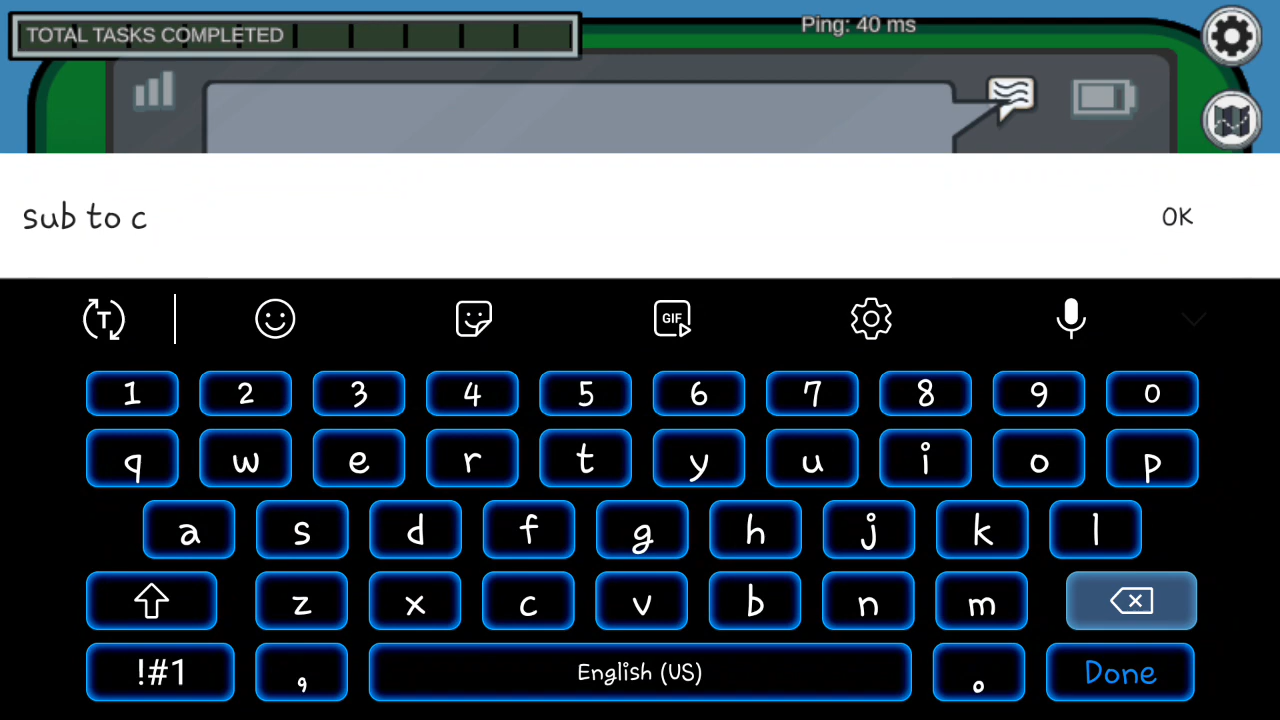 TOTAL TASKS COMPLETED
Ping: 40 ms
sub to c
OK
T
GIF
1 2 3 4 5 6 7 8 9 0
q w e r t y u i o p
a s d f g h j k l
z x c v b n m
!#1 , English (US) . Done